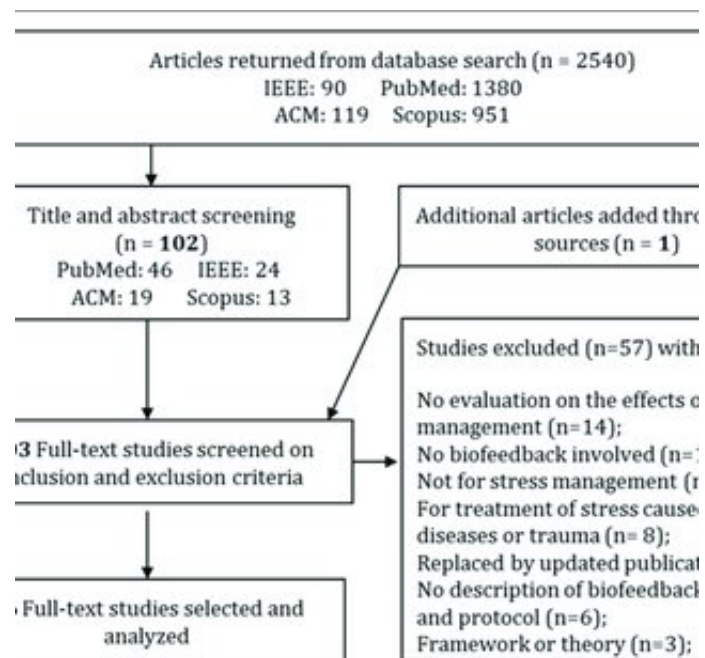 Articles returned from database search (n = 2540)
IEEE: 90 PubMed: 1380
ACM: 119 Scopus: 951
Title and abstract screening
(n = 102)
PubMed: 46 IEEE: 24
ACM: 19 Scopus: 13
Additional articles added
sources (n = 1)
Studies excluded (n=57) with
No evaluation on the effects
management (n=14);
No biofeedback involved
Not for stress management
For treatment of stress
diseases or trauma (n= 8);
Replaced by updated
No description of biofeedback
and protocol (n=6);
Framework or theory (n=3);
3 Full-text studies screened on
and exclusion criteria
Full-text studies selected and
analyzed